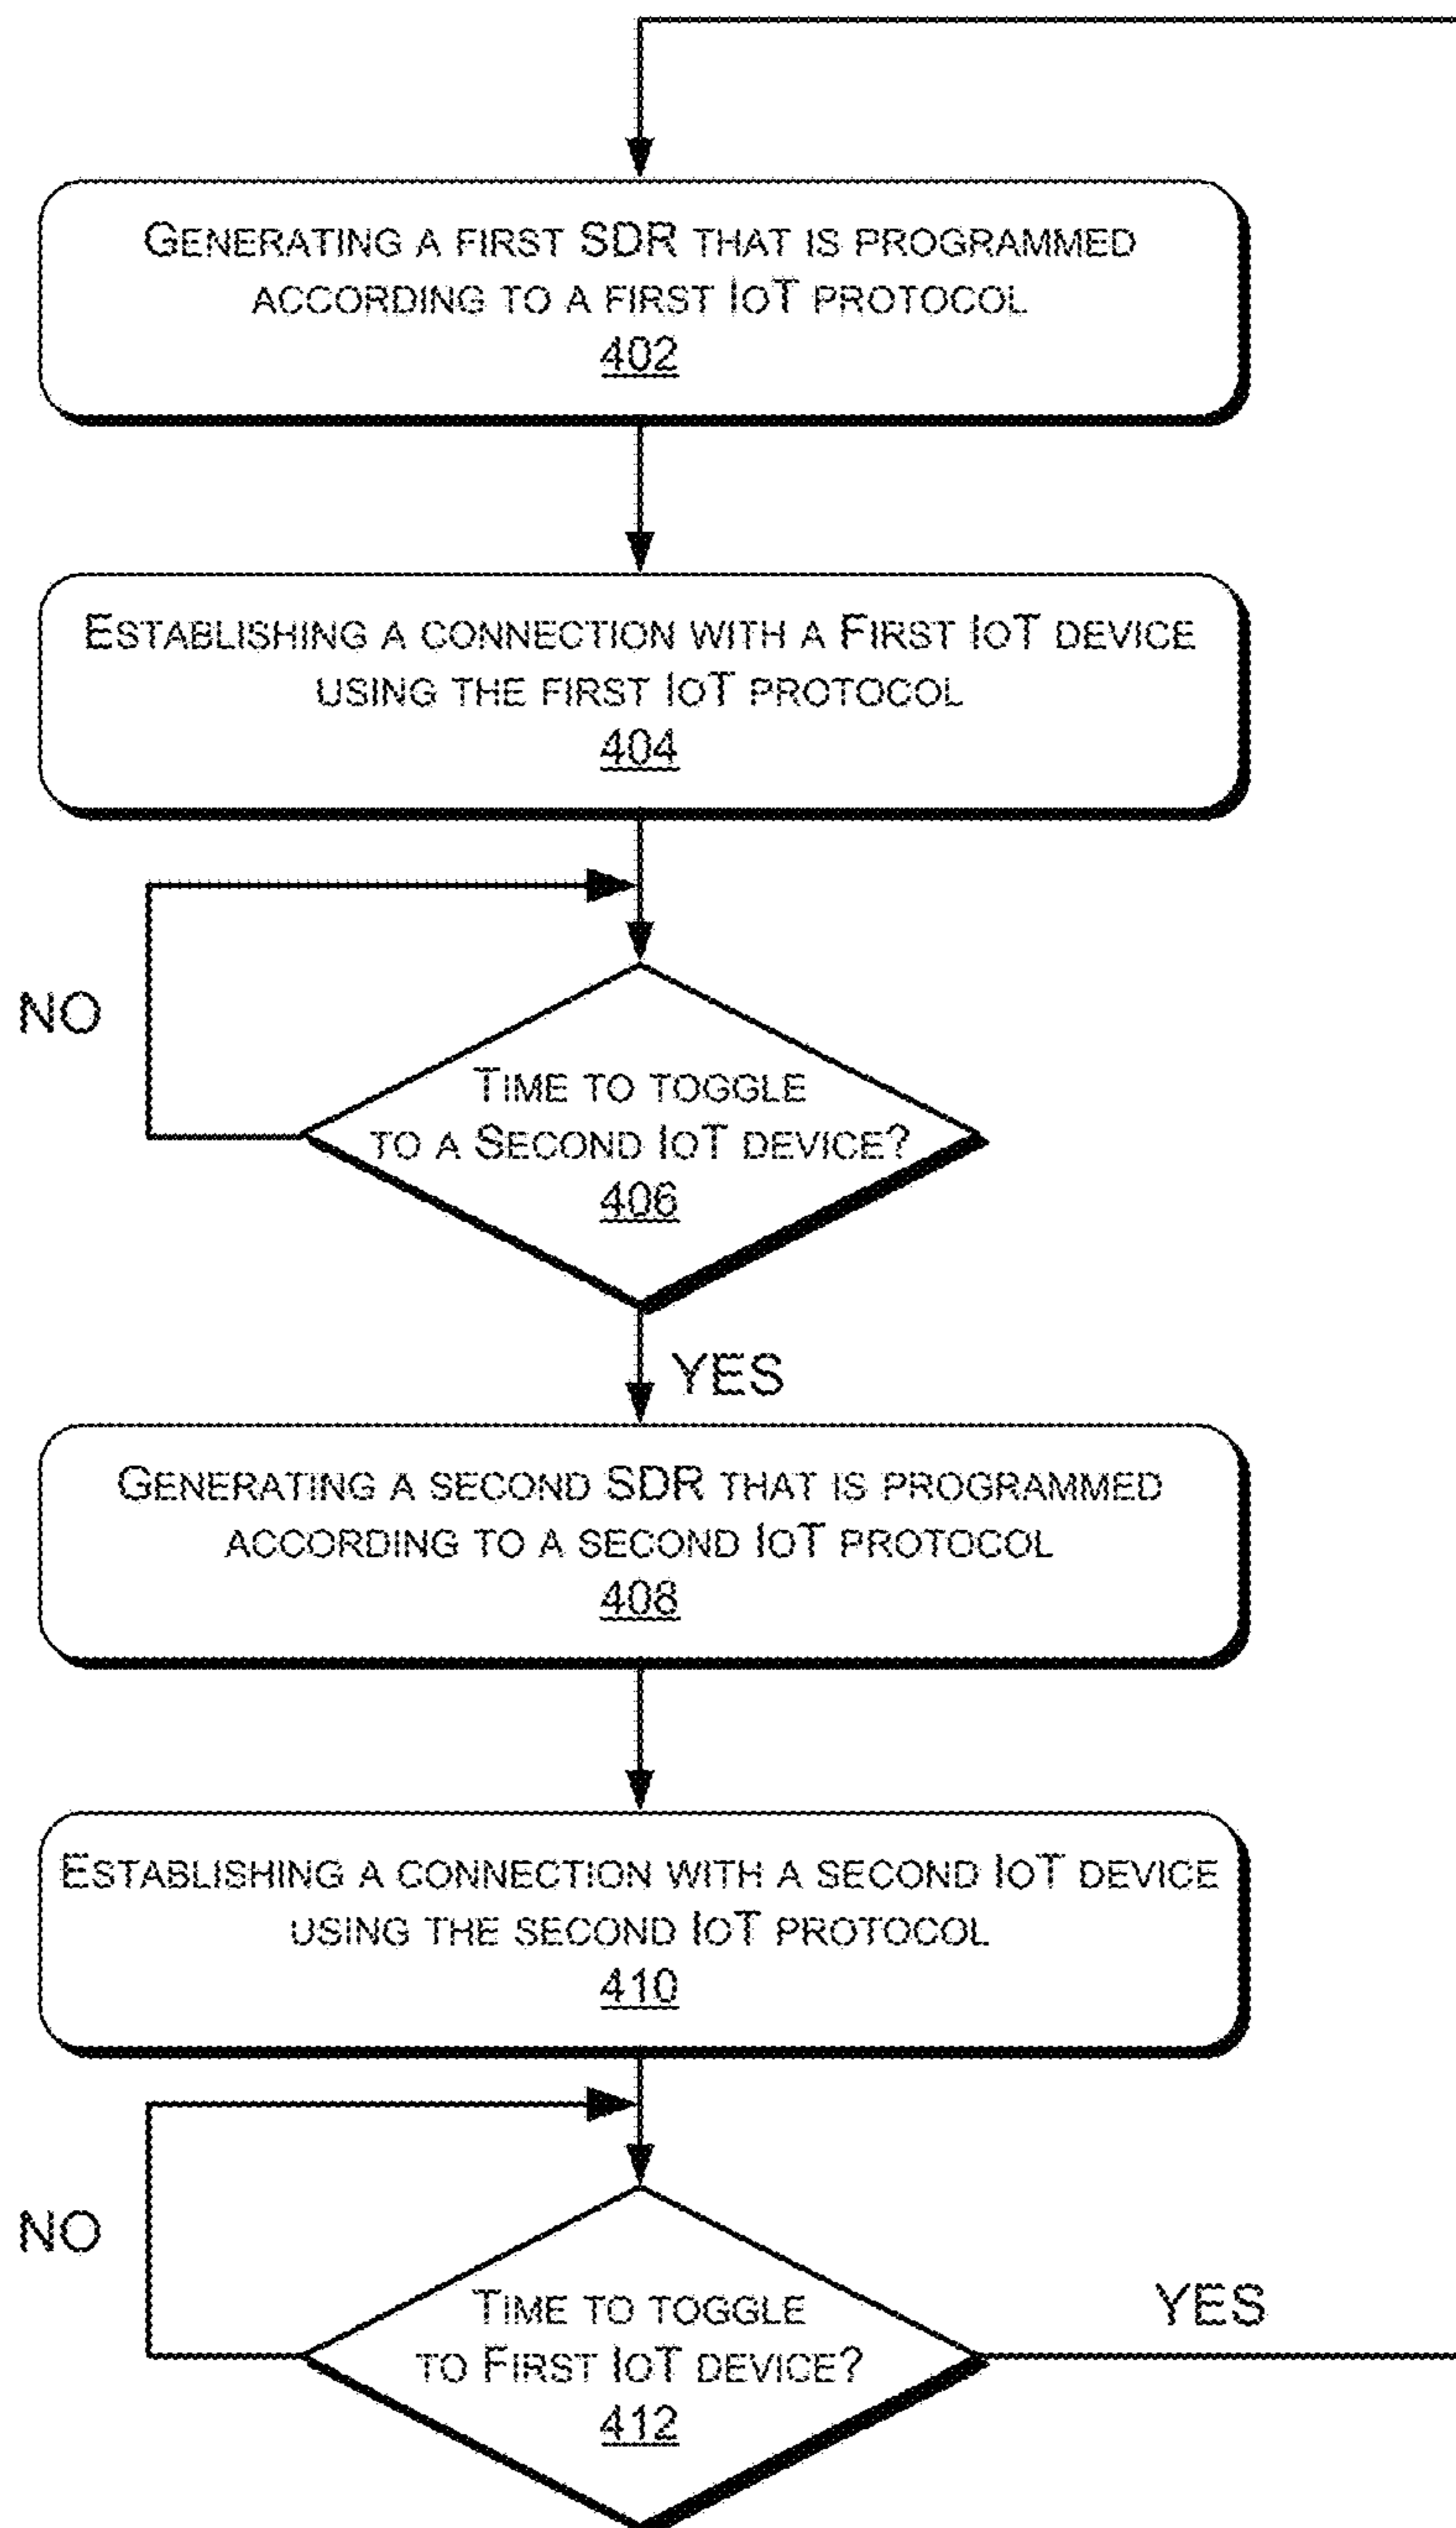 GENERATING A FIRST SDR THAT IS PROGRAMMED
ACCORDING TO A FIRST IOT PROTOCOL
402
ESTABLISHING A CONNECTION WITH A FIRST IOT DEVICE
USING THE FIRST IOT PROTOCOL
404
NO
TIME TO TOGGLE
TO A SECOND IOT DEVICE?
406
YES
GENERATING A SECOND SDR THAT IS PROGRAMMED
ACCORDING TO A SECOND IOT PROTOCOL
408
ESTABLISHING A CONNECTION WITH A SECOND IOT DEVICE
USING THE SECOND IOT PROTOCOL
410
NO
TIME TO TOGGLE
TO FIRST IOT DEVICE?
412
YES